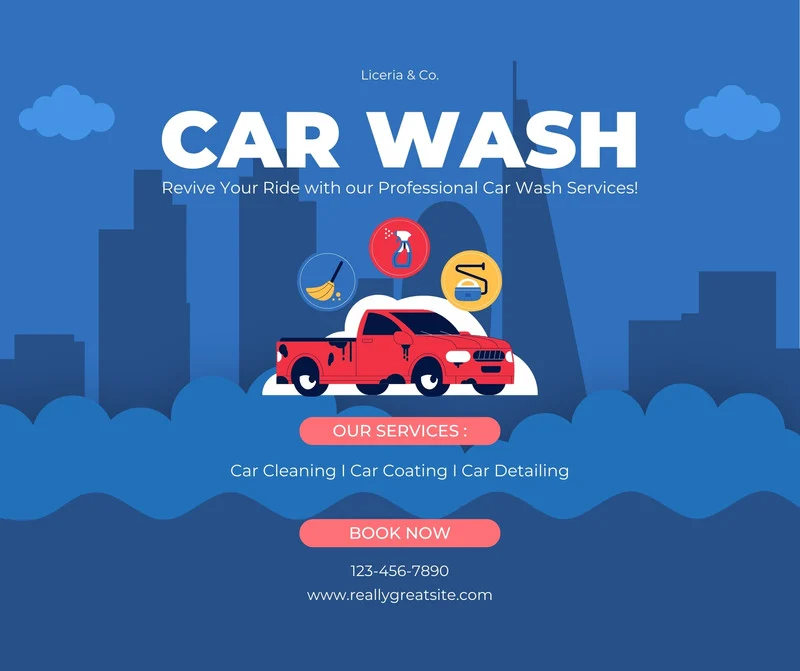 Liceria & Co.
CAR WASH
Revive Your Ride with our Professional Car Wash Services!
OUR SERVICES :
Car Cleaning I Car Coating I Car Detailing
BOOK NOW
123-456-7890
www.reallygreatsite.com